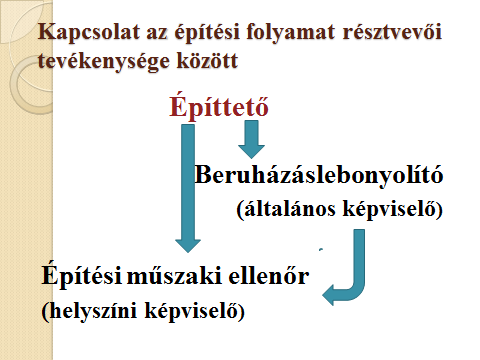 Kapcsolat az építési folyamat résztvevői
tevékenysége között
Építtető
Beruházáslebonyolító
(általános képviselő)
Építési műszaki ellenőr
(helyszíni képviselő)